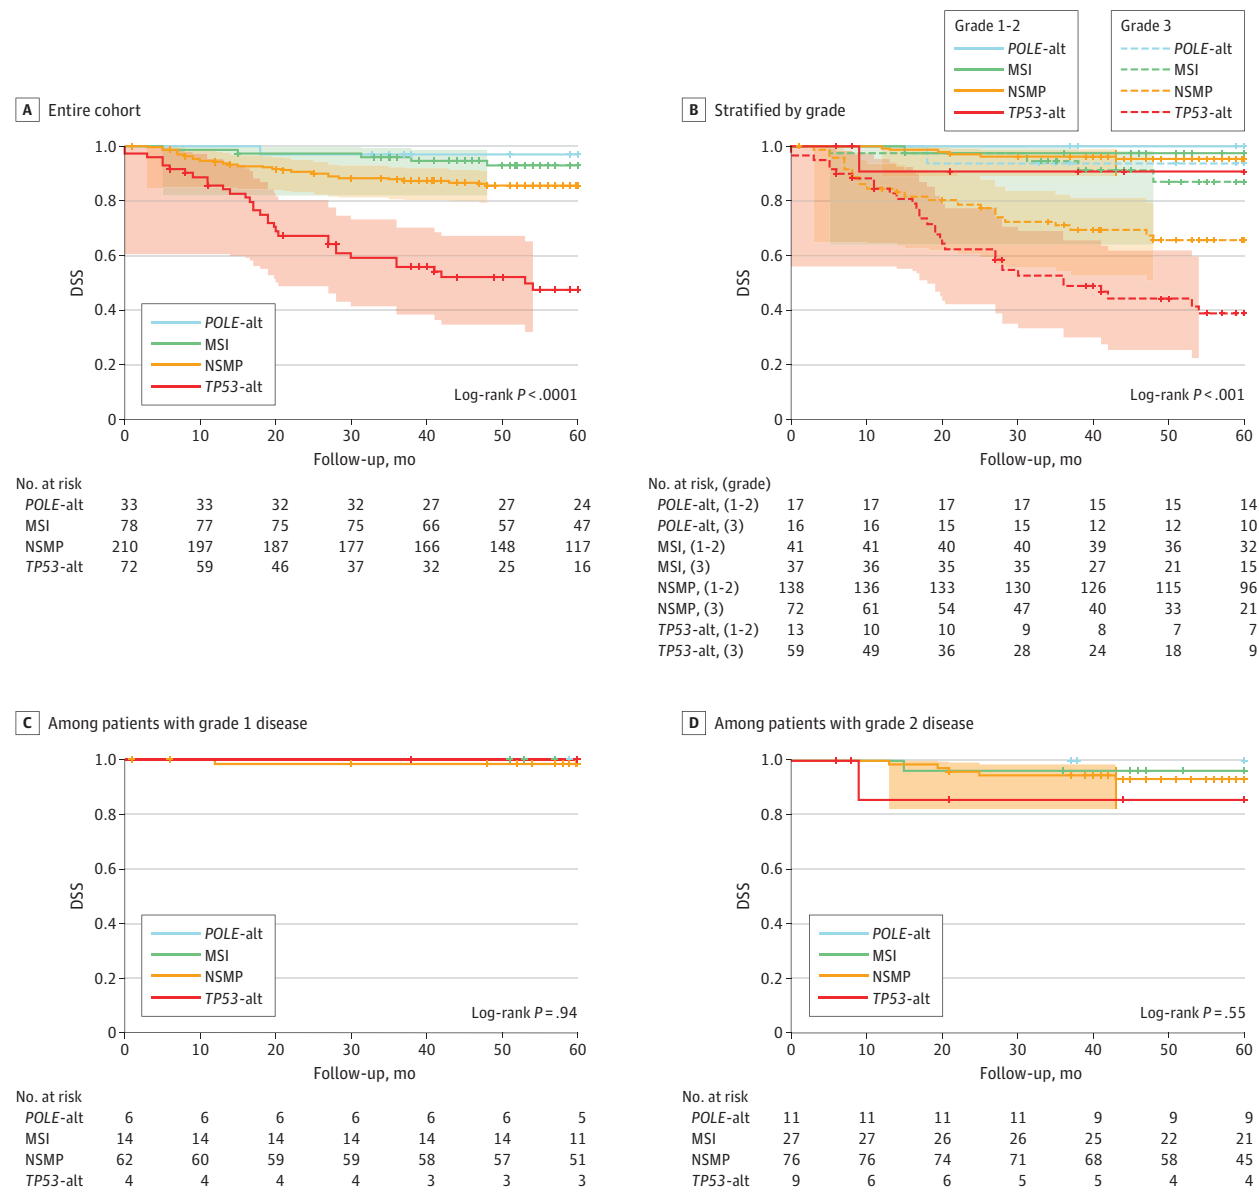 Grade 1-2
POLE-alt
MSI
NSMP
TP53-alt
Grade 3
POLE-alt
MSI
NSMP
TP53-alt
A Entire cohort
1.0
0.8
0.6
0.4
0.2
0
DSS
POLE-alt
MSI
NSMP
TP53-alt
Log-rank P < .0001
0 10 20 30 40 50 60
Follow-up, mo
No. at risk
POLE-alt 33 33 32 32 27 27 24
MSI 78 77 75 75 66 57 47
NSMP 210 197 187 177 166 148 117
TP53-alt 72 59 46 37 32 25 16
B Stratified by grade
1.0
0.8
0.6
0.4
0.2
0
DSS
Log-rank P < .001
0 10 20 30 40 50 60
Follow-up, mo
No. at risk, (grade)
POLE-alt, (1-2) 17 17 17 17 15 15 14
POLE-alt, (3) 16 16 15 15 12 12 10
MSI, (1-2) 41 41 40 40 39 36 32
MSI, (3) 37 36 35 35 27 21 15
NSMP, (1-2) 138 136 133 130 126 115 96
NSMP, (3) 72 61 54 47 40 33 21
TP53-alt, (1-2) 13 10 10 9 8 7 7
TP53-alt, (3) 59 49 36 28 24 18 9
C Among patients with grade 1 disease
1.0
0.8
0.6
0.4
0.2
0
DSS
POLE-alt
MSI
NSMP
TP53-alt
Log-rank P = .94
0 10 20 30 40 50 60
Follow-up, mo
No. at risk
POLE-alt 6 6 6 6 6 6 5
MSI 14 14 14 14 14 14 11
NSMP 62 60 59 59 58 57 51
TP53-alt 4 4 4 4 3 3 3
D Among patients with grade 2 disease
1.0
0.8
0.6
0.4
0.2
0
DSS
POLE-alt
MSI
NSMP
TP53-alt
Log-rank P = .55
0 10 20 30 40 50 60
Follow-up, mo
No. at risk
POLE-alt 11 11 11 11 9 9 9
MSI 27 27 26 26 25 22 21
NSMP 76 76 74 71 68 58 45
TP53-alt 9 6 6 5 5 4 4